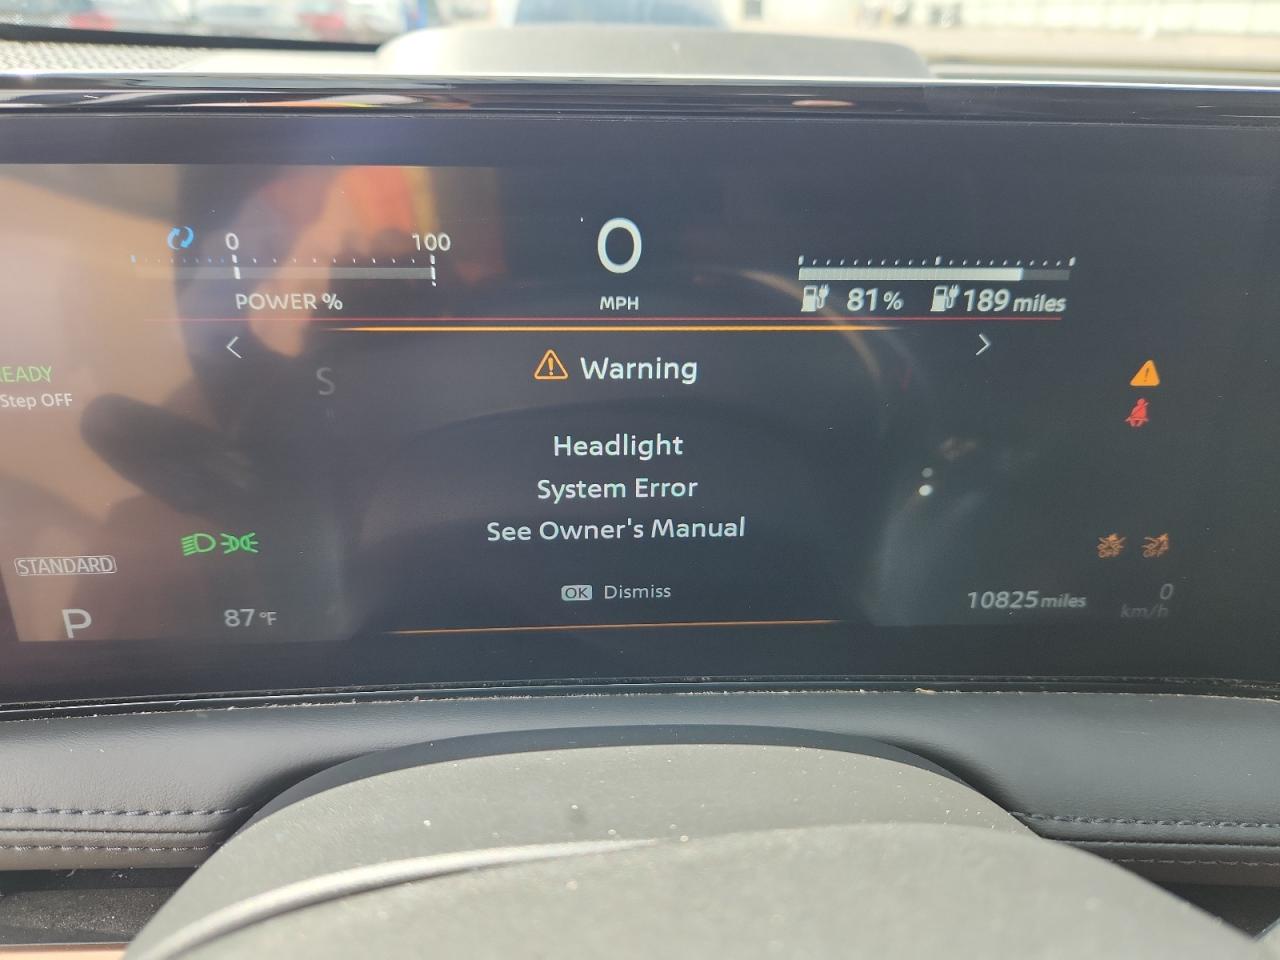 0 100
POWER %
0
MPH
81% 189 miles
Warning
S
EADY
Step OFF
Headlight
System Error
See Owner's Manual
STANDARD
OK Dismiss
P
87 °F
10825 miles
0
km/h